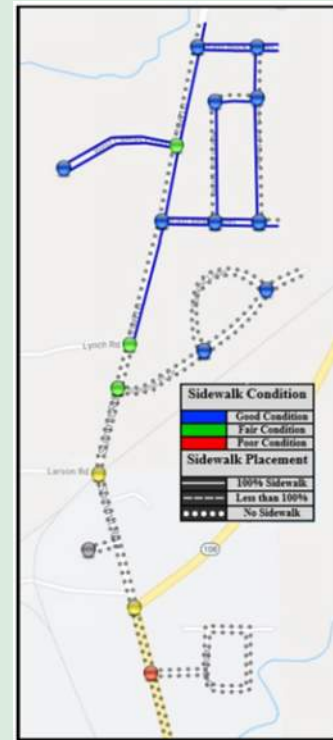 Lynch Rd
Sidewalk Condition
Good Condition
Fair Condition
Poor Condition
Larson Rd
Sidewalk Placement
100% Sidewalk
Less than 100%
No Sidewalk
106